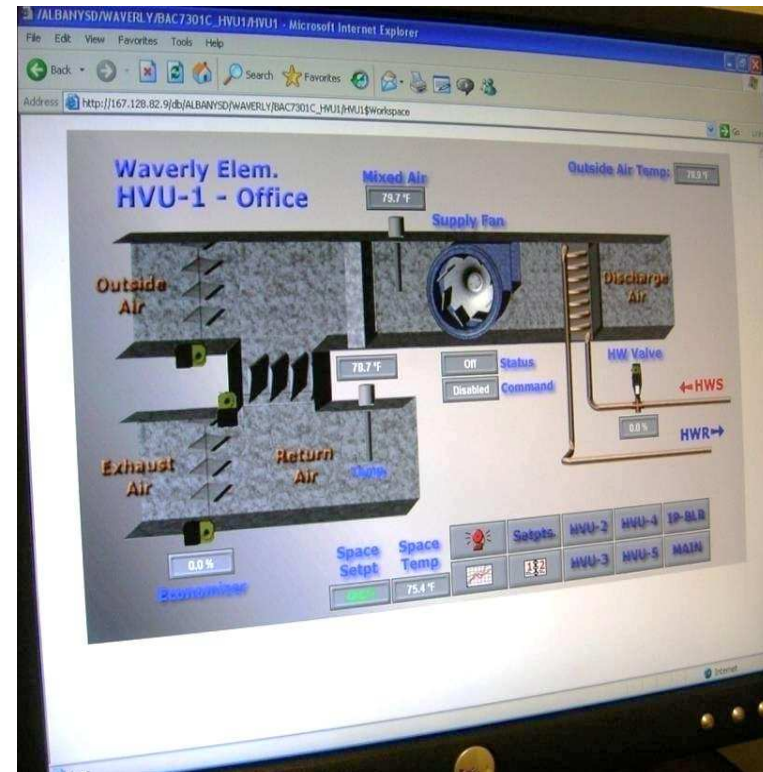 /ALBANYSD/WAVERLY/BAC7301C_HVU1/HVU1 - Microsoft Internet Explorer
File Edit View Favorites Tools Help
Back Search Favorites
Address http://167.128.82.9/db/ALBANYSD/WAVERLY/BAC7301C_HVU1/HVU1$Workspace Go
Waverly Elem.
HVU-1 - Office
Mixed Air
79.7 °F
Outside Air Temp:
Supply Fan
Outside
Air
Discharge
Air
78.7 °F
Off Status
Disabled Command
HW Valve
HWS
0.0 %
HWR
Exhaust
Air
Return
Air
Temp
0.0 %
Economizer
Space
Setpt
Space
Temp
75.4 °F
Setpts. HVU-2 HVU-4 IP-BLR
HVU-3 HVU-5 MAIN
Internet